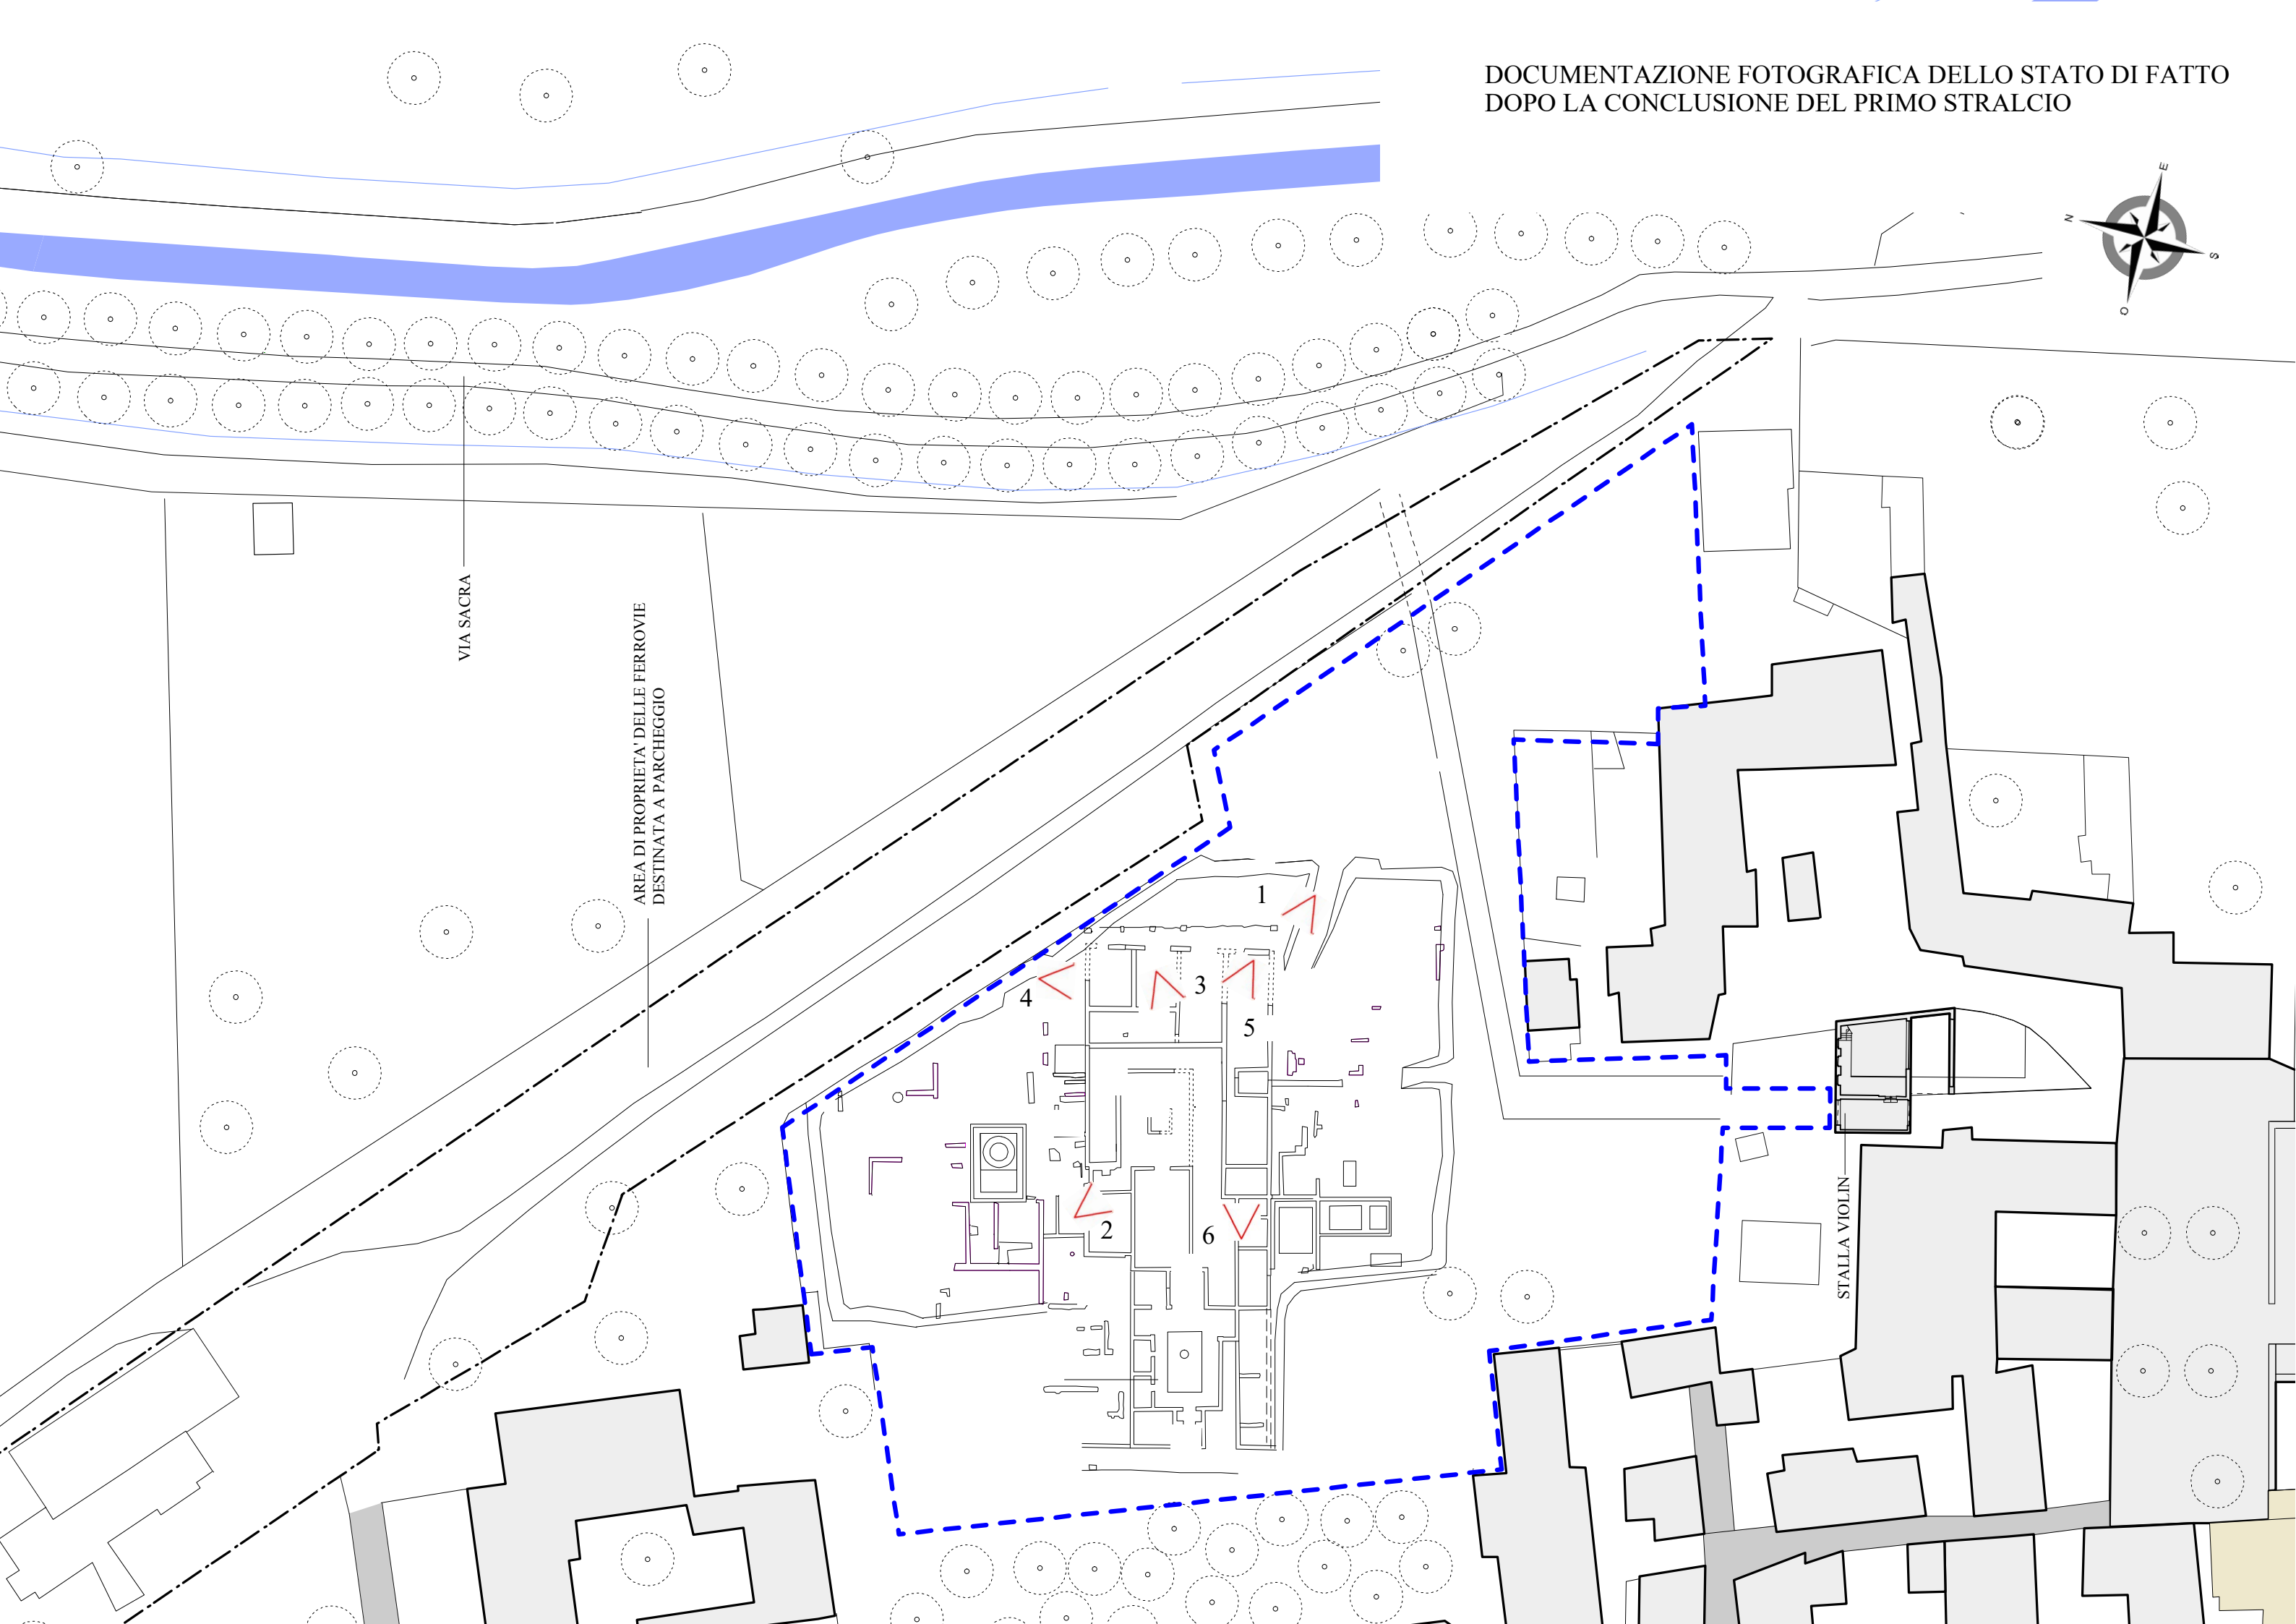 DOCUMENTAZIONE FOTOGRAFICA DELLO STATO DI FATTO
DOPO LA CONCLUSIONE DEL PRIMO STRALCIO
E
N
S
O
VIA SACRA
AREA DI PROPRIETA' DELLE FERROVIE
DESTINATA A PARCHEGGIO
1
4
3
5
2
6
STALLA VIOLIN